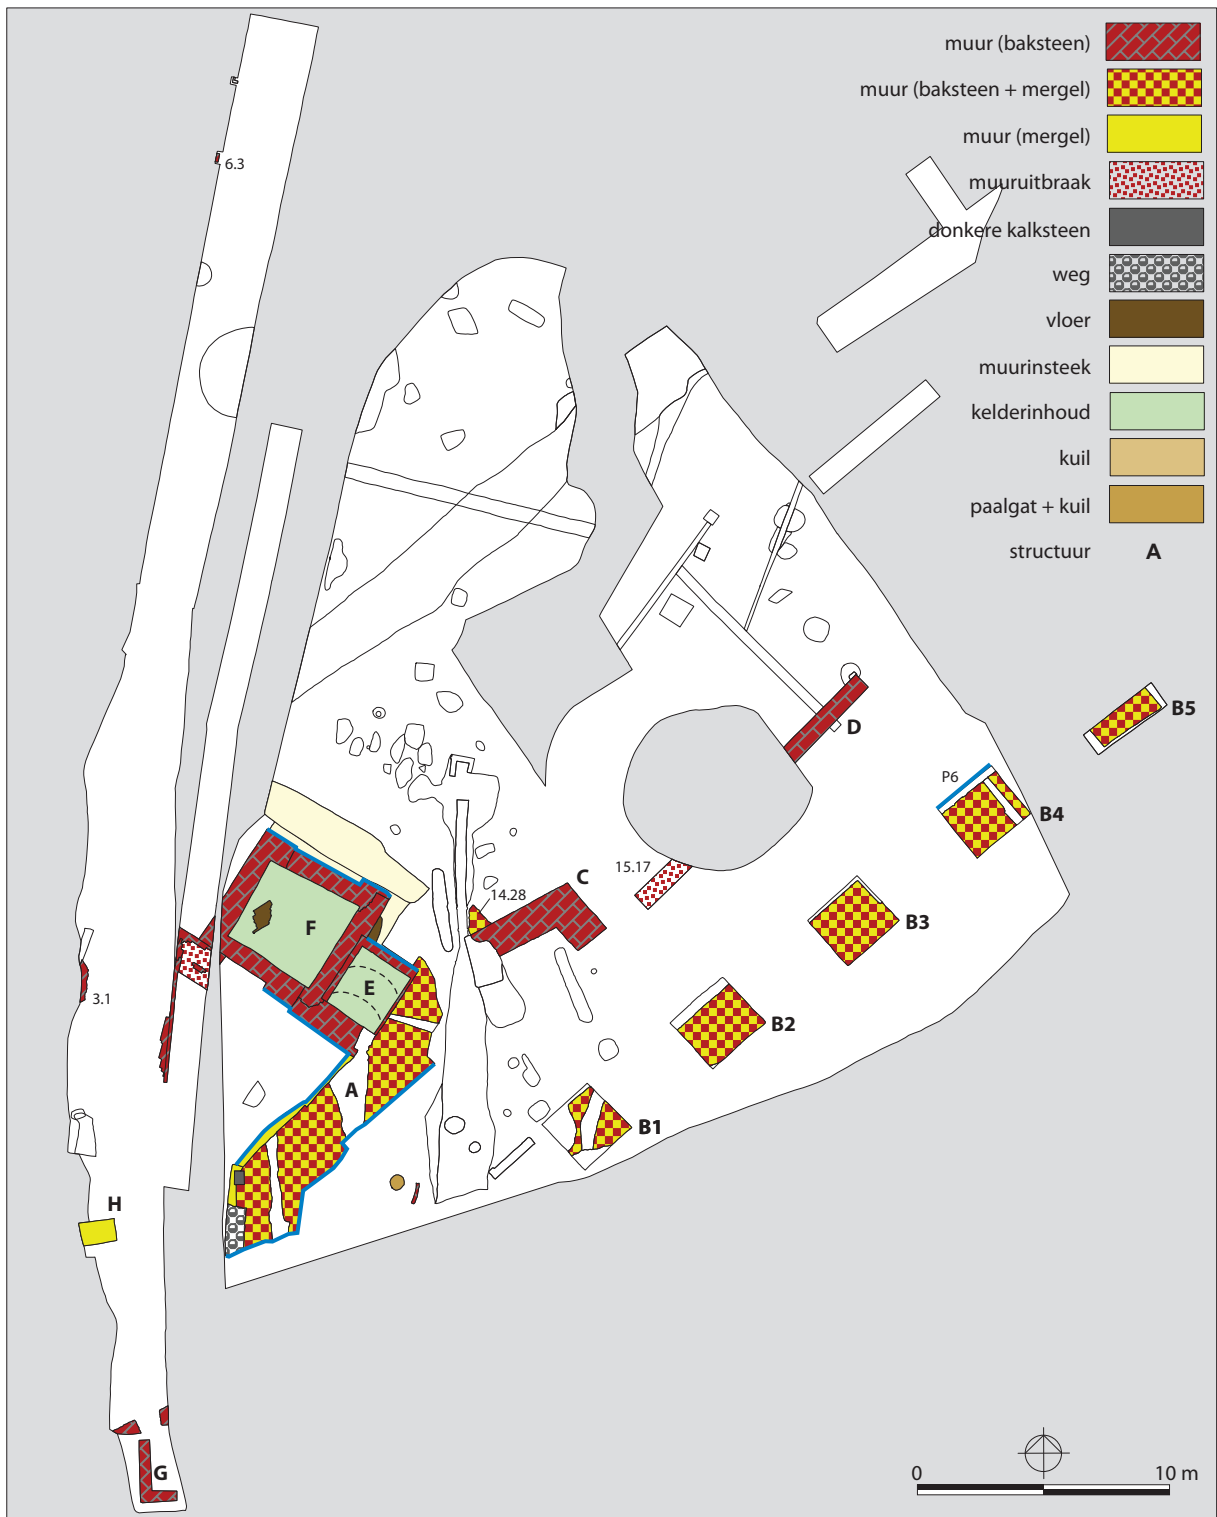 muur (baksteen)
muur (baksteen + mergel)
muur (mergel)
muuruitbraak
donkere kalksteen
weg
vloer
muurinsteek
kelderinhoud
kuil
paalgat + kuil
structuur A
6.3
B5
D
P6
B4
15.17
C
14.28
B3
F
E
3.1
B2
A
B1
H
G
0 10 m